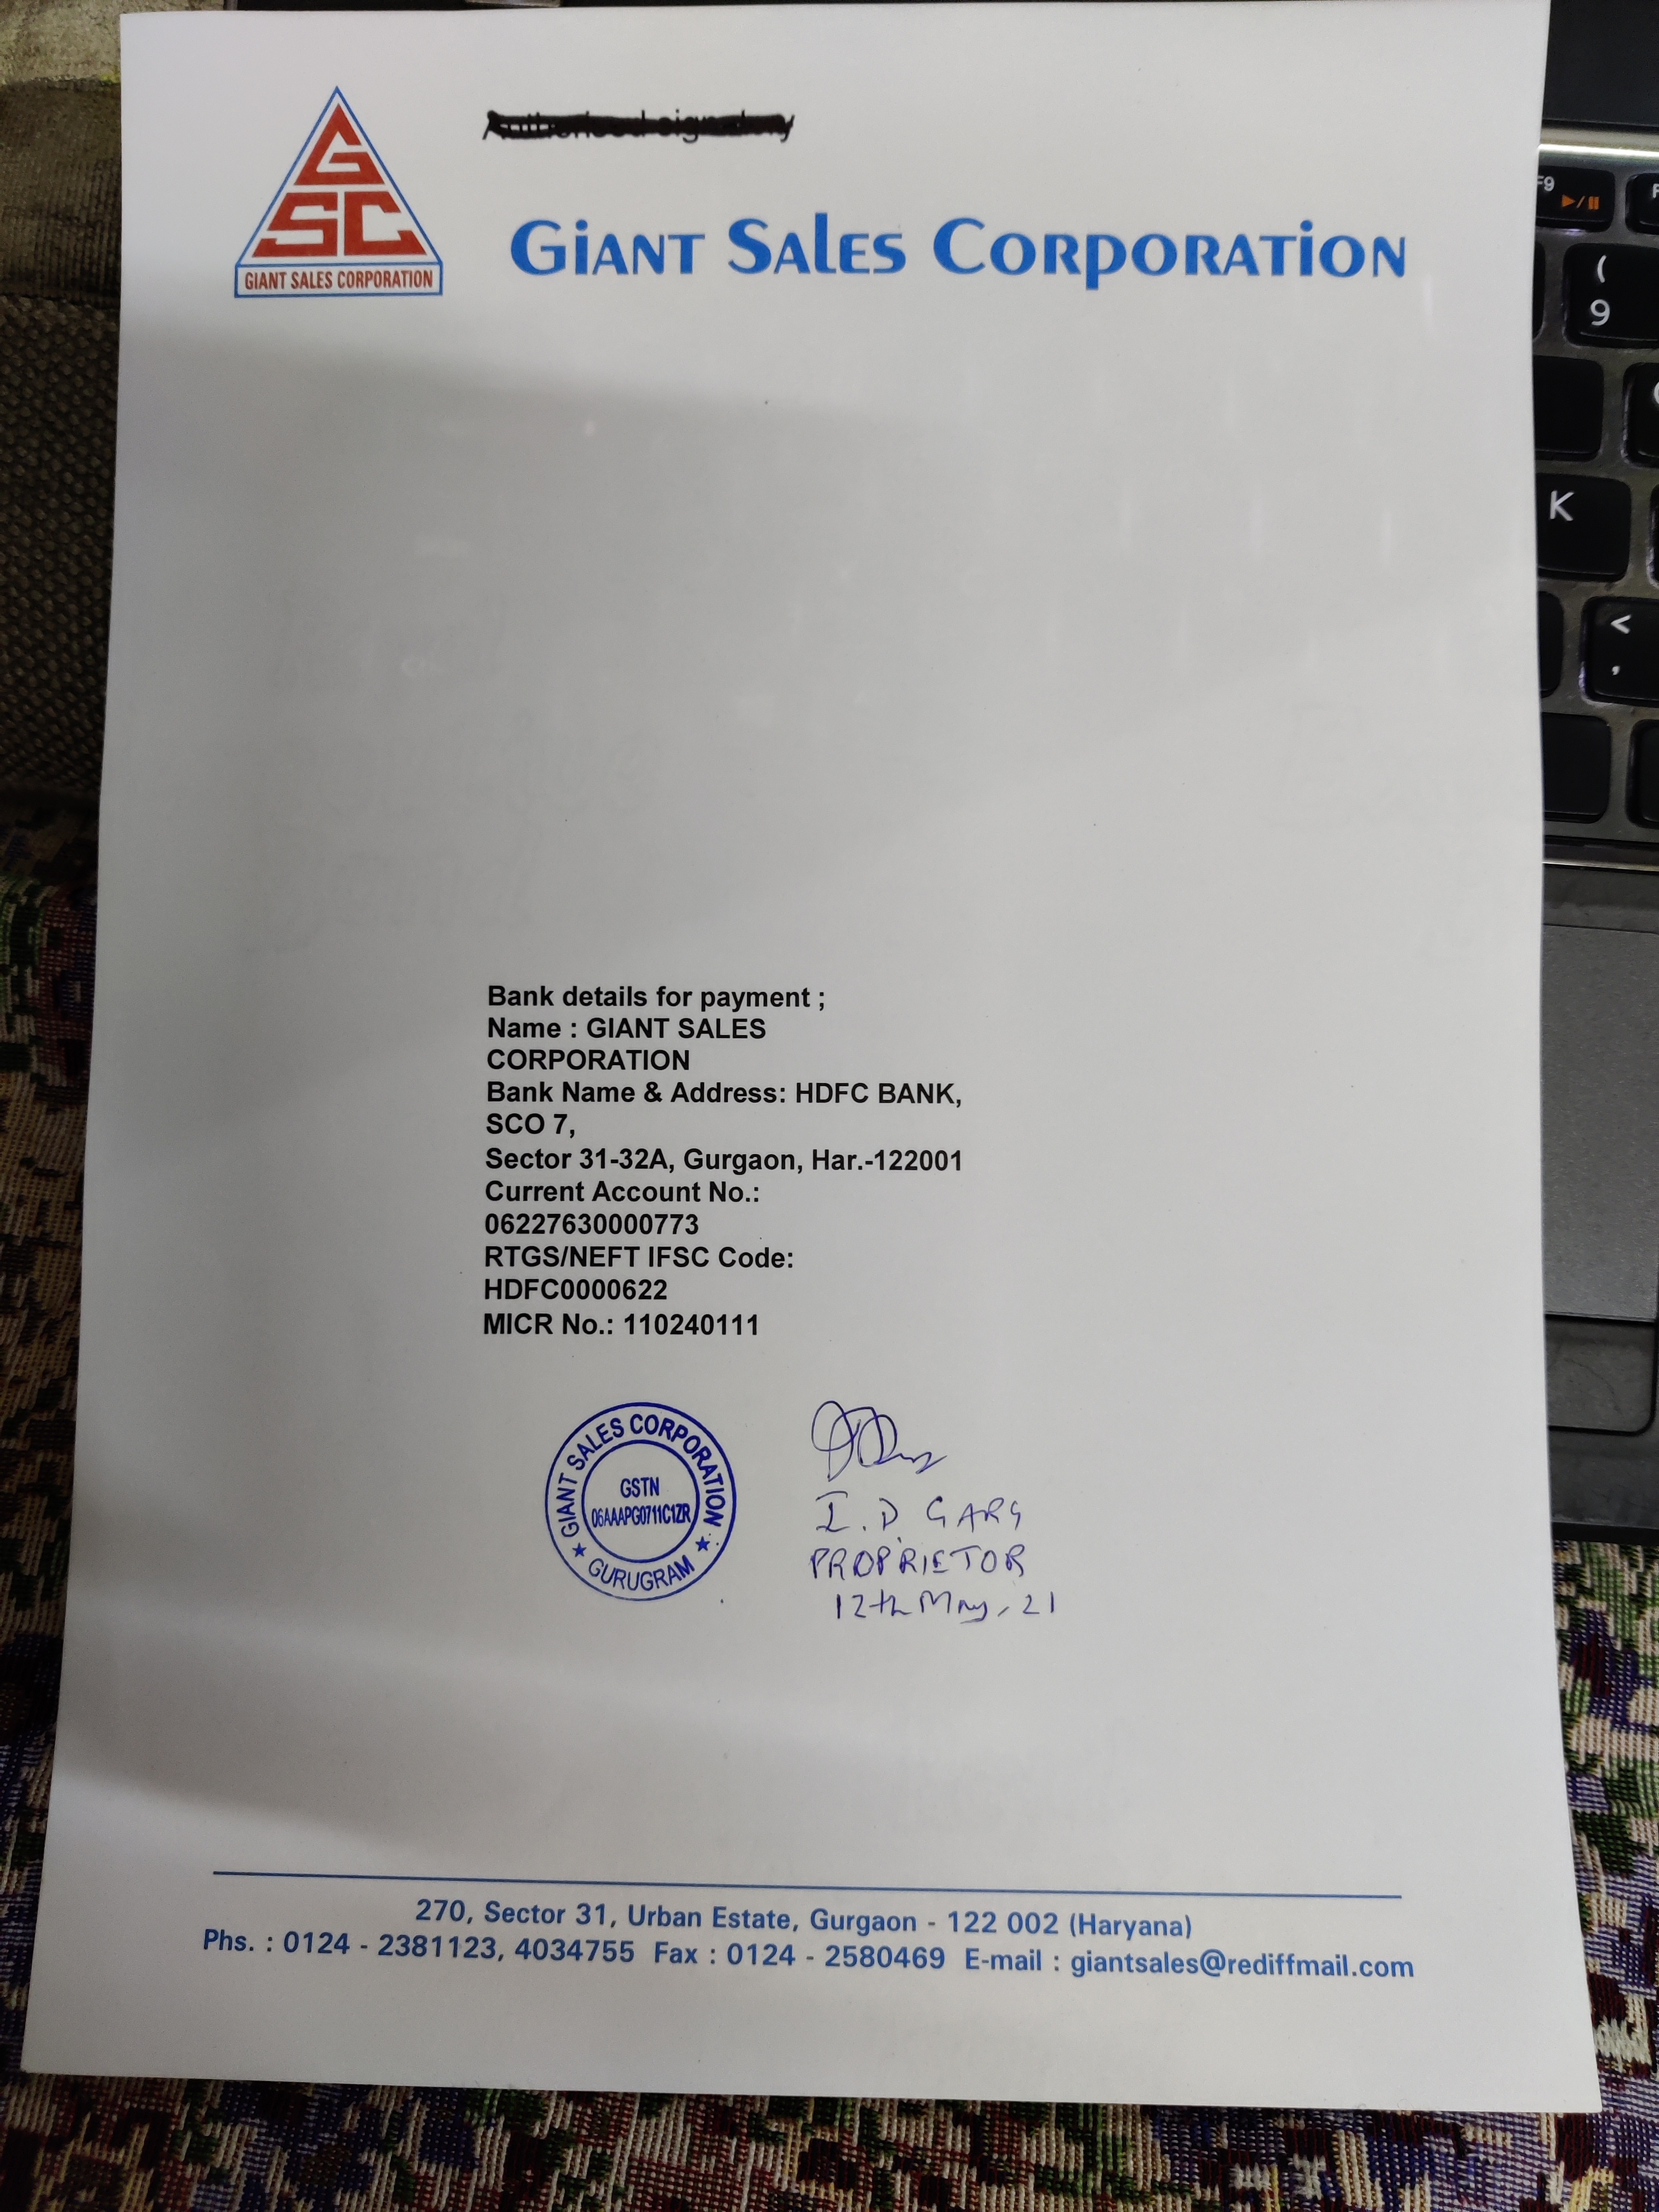 Authorised signatory
G
SC
GIANT SALES CORPORATION
GiANT SAlES CORpORATiON
Bank details for payment ;
Name : GIANT SALES
CORPORATION
Bank Name & Address: HDFC BANK,
SCO 7,
Sector 31-32A, Gurgaon, Har.-122001
Current Account No.:
06227630000773
RTGS/NEFT IFSC Code:
HDFC0000622
MICR No.: 110240111
GIANT SALES CORPORATION
GSTN
06AAAPG0711C1ZR
★ GURUGRAM ★
I.D. GARG
PROPRIETOR
12th May, 21
270, Sector 31, Urban Estate, Gurgaon - 122 002 (Haryana)
Phs. : 0124 - 2381123, 4034755 Fax : 0124 - 2580469 E-mail : giantsales@rediffmail.com
F9
(
9
K
<
,